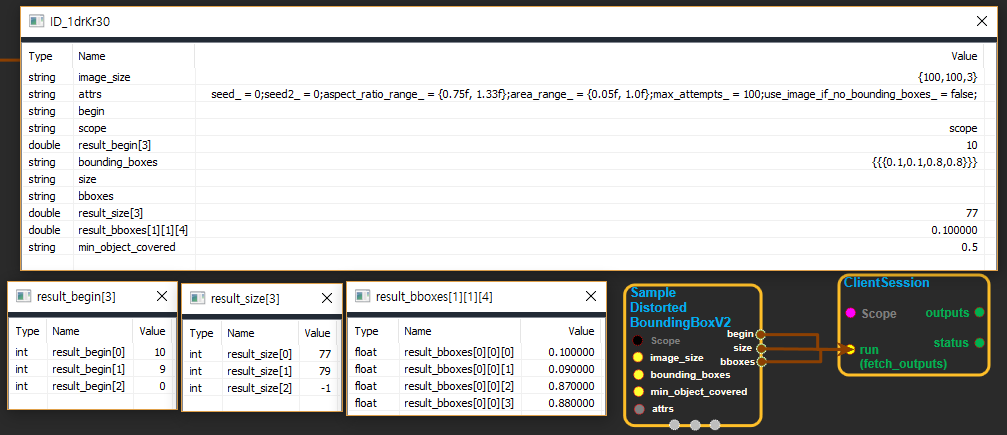 ID_1drKr30
Type Name Value
string image_size {100,100,3}
string attrs seed_ = 0;seed2_ = 0;aspect_ratio_range_ = {0.75f, 1.33f};area_range_ = {0.05f, 1.0f};max_attempts_ = 100;use_image_if_no_bounding_boxes_ = false;
string begin
string scope scope
double result_begin[3] 10
string bounding_boxes {{{0.1,0.1,0.8,0.8}}}
string size
string bboxes
double result_size[3] 77
double result_bboxes[1][1][4] 0.100000
string min_object_covered 0.5
result_begin[3]
Type Name Value
int result_begin[0] 10
int result_begin[1] 9
int result_begin[2] 0
result_size[3]
Type Name Value
int result_size[0] 77
int result_size[1] 79
int result_size[2] -1
result_bboxes[1][1][4]
Type Name Value
float result_bboxes[0][0][0] 0.100000
float result_bboxes[0][0][1] 0.090000
float result_bboxes[0][0][2] 0.870000
float result_bboxes[0][0][3] 0.880000
Sample
Distorted
BoundingBoxV2
begin
Scope
size
image_size
bboxes
bounding_boxes
min_object_covered
attrs
ClientSession
Scope outputs
status
run
(fetch_outputs)